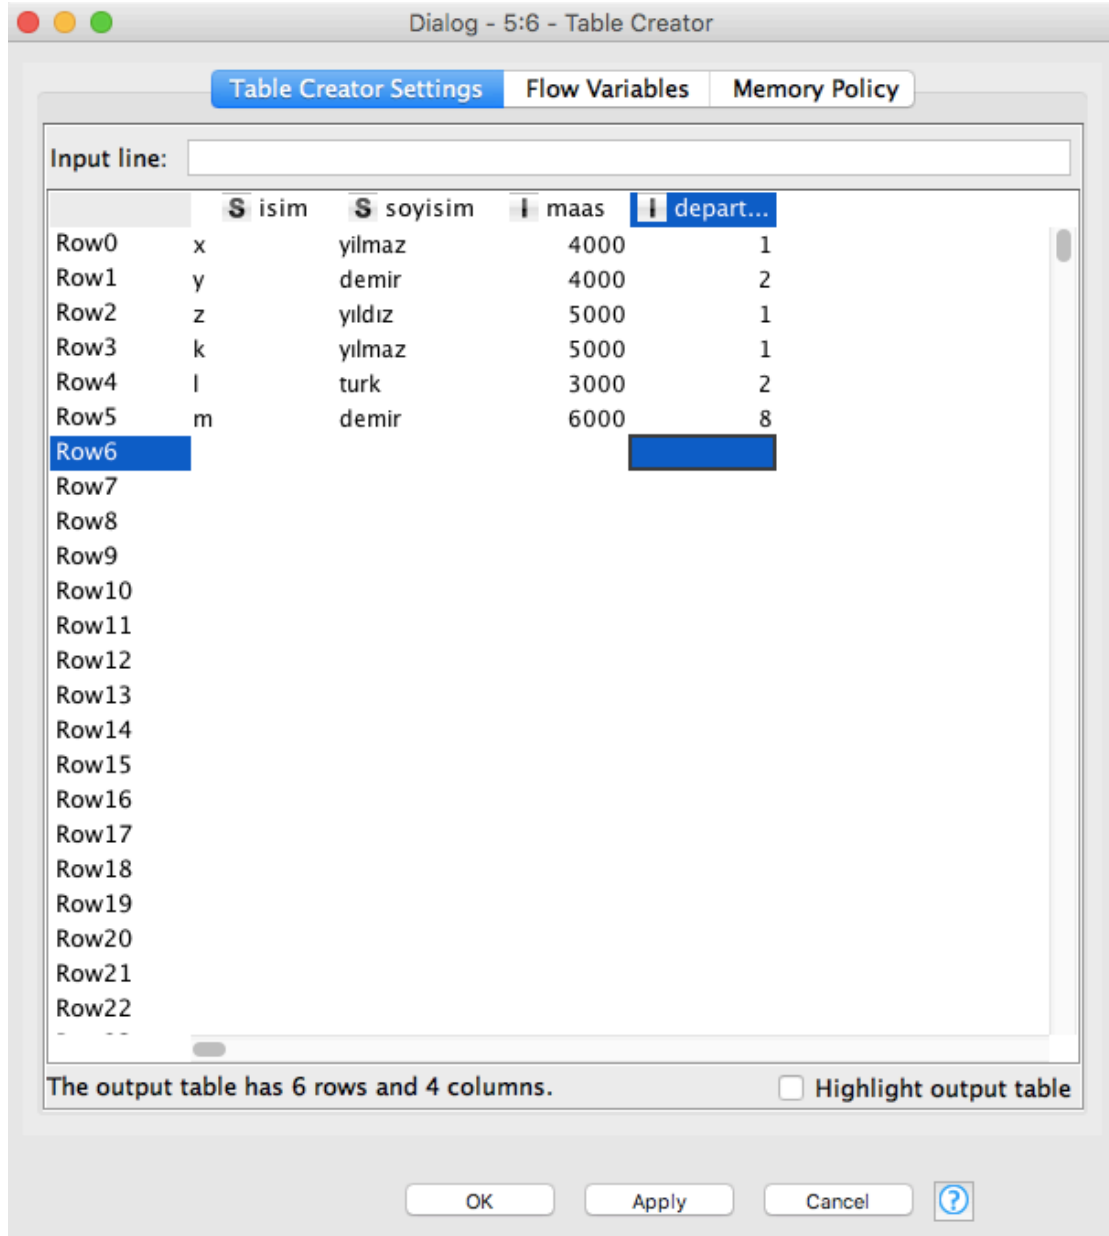 Dialog - 5:6 - Table Creator
Table Creator Settings Flow Variables Memory Policy
Input line:
S isim S soyisim I maas I depart...
Row0 x yilmaz 4000 1
Row1 y demir 4000 2
Row2 z yıldız 5000 1
Row3 k yılmaz 5000 1
Row4 l turk 3000 2
Row5 m demir 6000 8
Row6
Row7
Row8
Row9
Row10
Row11
Row12
Row13
Row14
Row15
Row16
Row17
Row18
Row19
Row20
Row21
Row22
The output table has 6 rows and 4 columns. Highlight output table
OK Apply Cancel ?